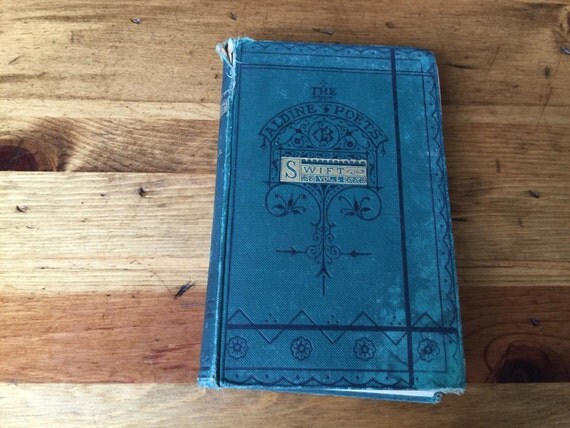 THE
ALDINE POETS
SWIFT
VOL. I.